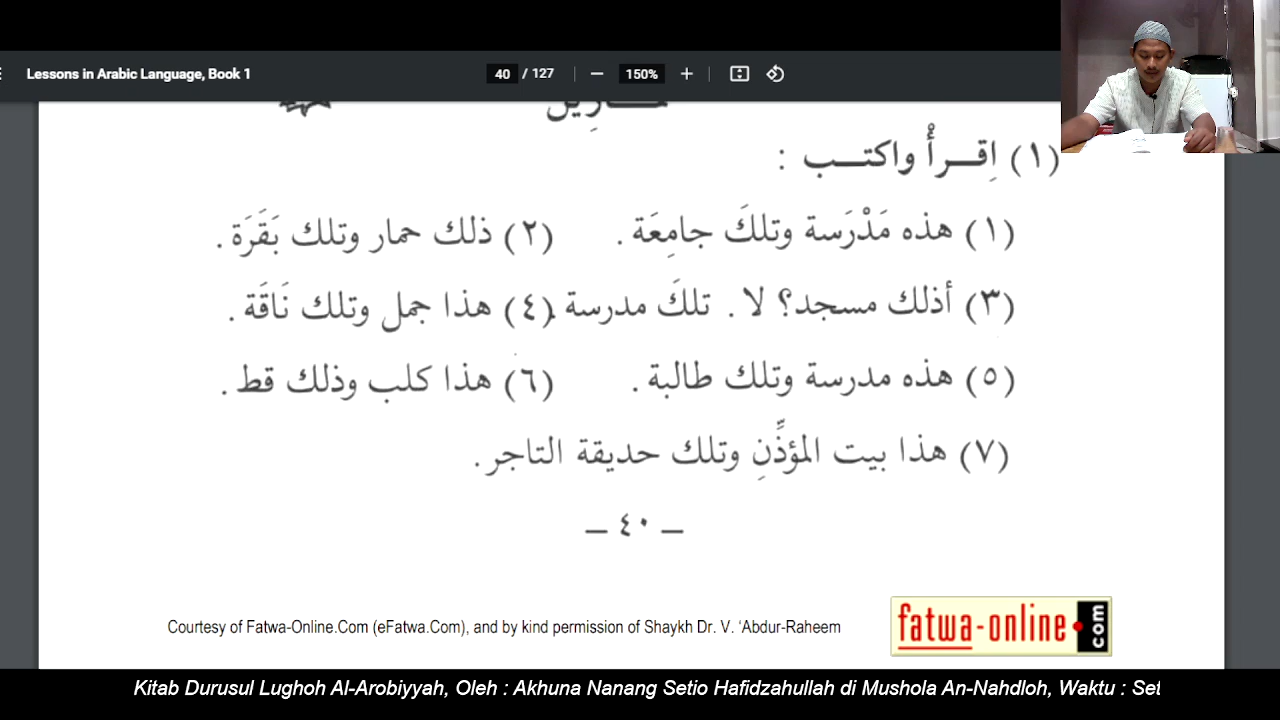 Lessons in Arabic Language, Book 1
40 / 127
150%
(١) اِقـرأْ واكتـب :
(١) هذه مَدْرَسة وتلكَ جامِعَة . (٢) ذلك حمار وتلك بَقَرَة .
(٣) أذلك مسجد؟ لا . تلكَ مدرسة . (٤) هذا جمل وتلك نَاقَة .
(٥) هذه مدرسة وتلك طالبة . (٦) هذا كلب وذلك قط .
(٧) هذا بيت المؤذِّنِ وتلك حديقة التاجر .
– ٤٠ –
Courtesy of Fatwa-Online.Com (eFatwa.Com), and by kind permission of Shaykh Dr. V. ‘Abdur-Raheem
fatwa-online.com
Kitab Durusul Lughoh Al-Arobiyyah, Oleh : Akhuna Nanang Setio Hafidzahullah di Mushola An-Nahdloh, Waktu : Set